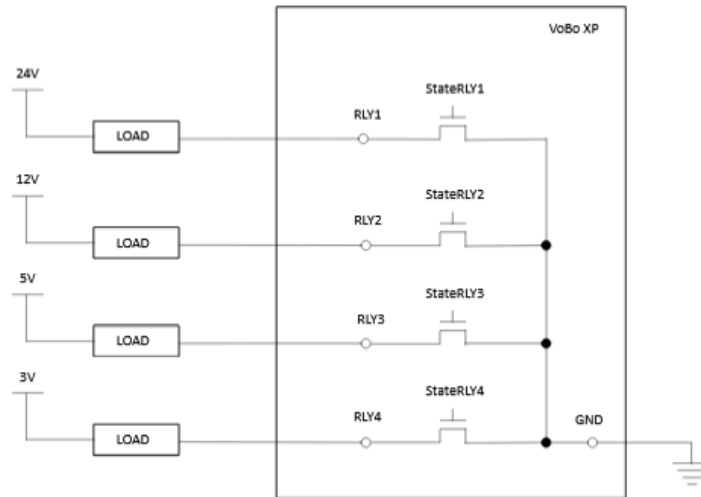 VoBo XP
24V
StateRLY1
RLY1
LOAD
12V
StateRLY2
RLY2
LOAD
5V
StateRLY3
RLY3
LOAD
3V
StateRLY4
RLY4
GND
LOAD